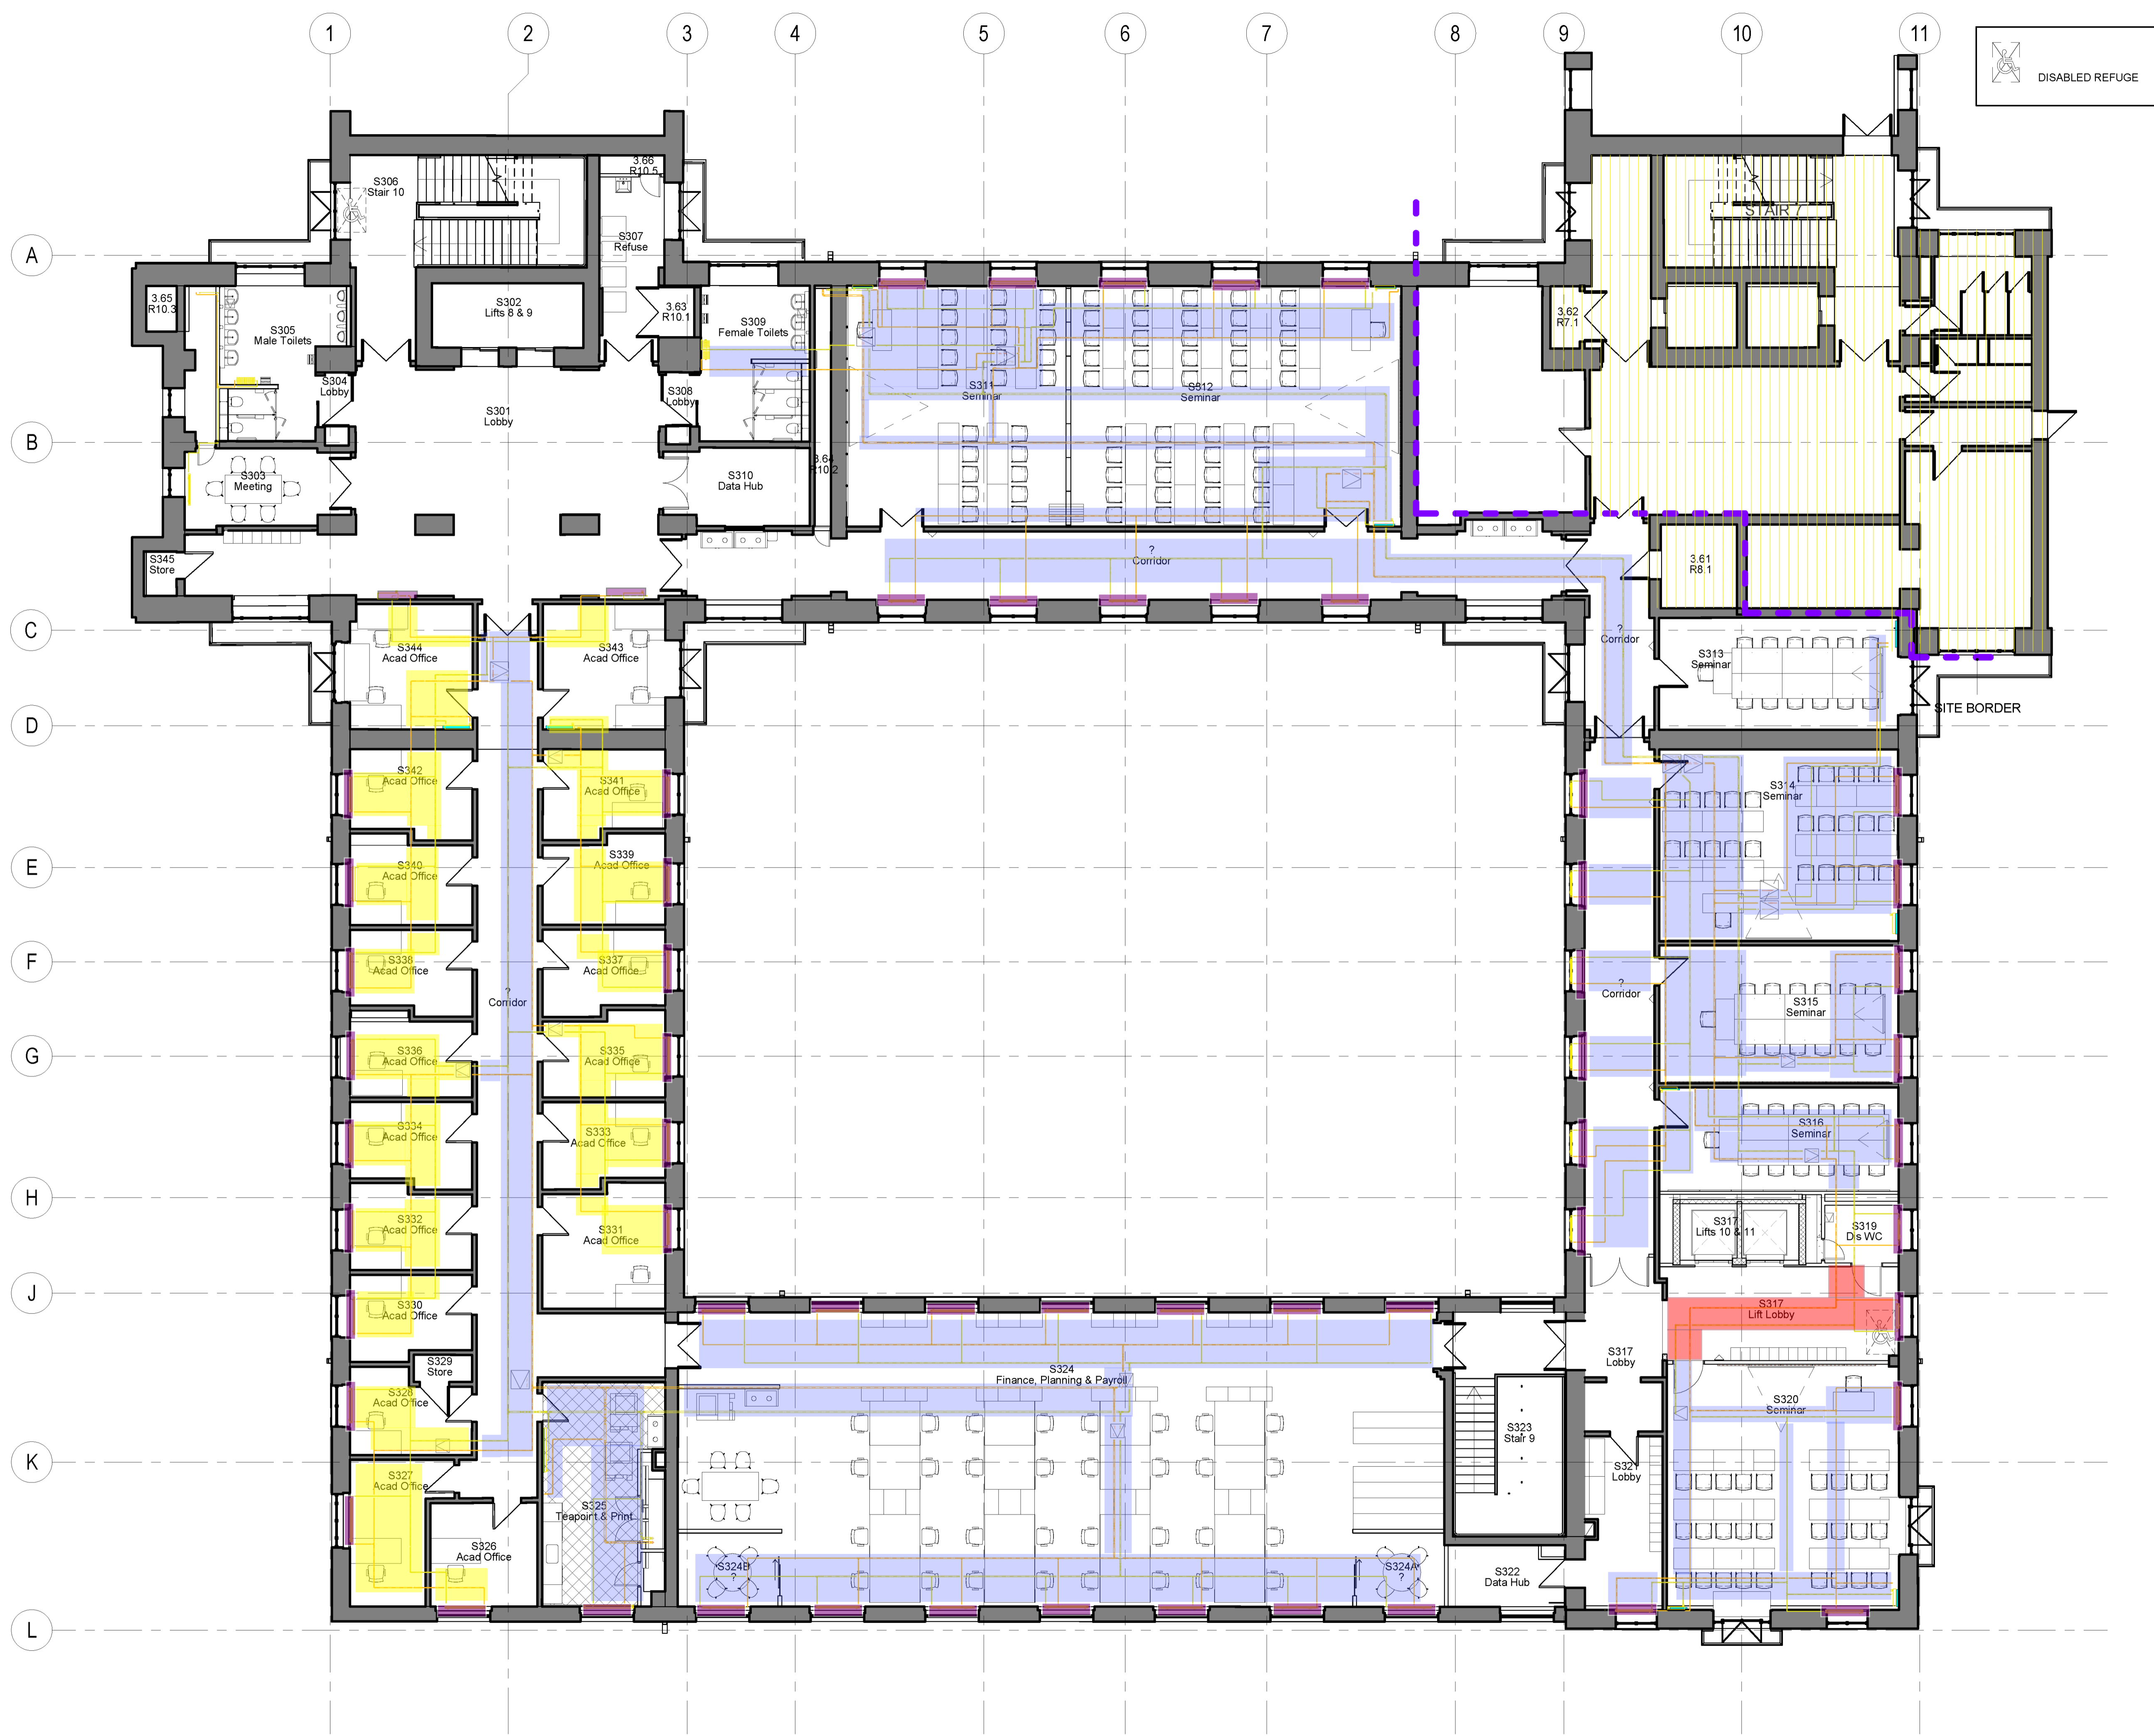 1
2
3
4
5
6
7
8
9
10
11
DISABLED REFUGE
A
B
C
D
E
F
G
H
J
K
L
3.66
R10.5
S306
Stair 10
S307
Refuse
STAIR 7
3.65
R10.3
S305
Male Toilets
S302
Lifts 8 & 9
3.63
R10.1
S309
Female Toilets
3.62
R7.1
S304
Lobby
S301
Lobby
S308
Lobby
S311
Seminar
S312
Seminar
3.64
R10.2
S303
Meeting
S310
Data Hub
S345
Store
?
Corridor
3.61
R8.1
S344
Acad Office
S343
Acad Office
?
Corridor
S313
Seminar
SITE BORDER
S342
Acad Office
S341
Acad Office
S314
Seminar
S340
Acad Office
S339
Acad Office
S338
Acad Office
S337
Acad Office
?
Corridor
?
Corridor
S315
Seminar
S336
Acad Office
S335
Acad Office
S334
Acad Office
S333
Acad Office
S316
Seminar
S332
Acad Office
S331
Acad Office
S317
Lifts 10 & 11
S319
Dis WC
S330
Acad Office
S317
Lift Lobby
S329
Store
S317
Lobby
S324
Finance, Planning & Payroll
S328
Acad Office
S320
Seminar
S323
Stair 9
S327
Acad Office
S321
Lobby
S325
Teapoint & Print
S326
Acad Office
S324B
?
S324A
?
S322
Data Hub